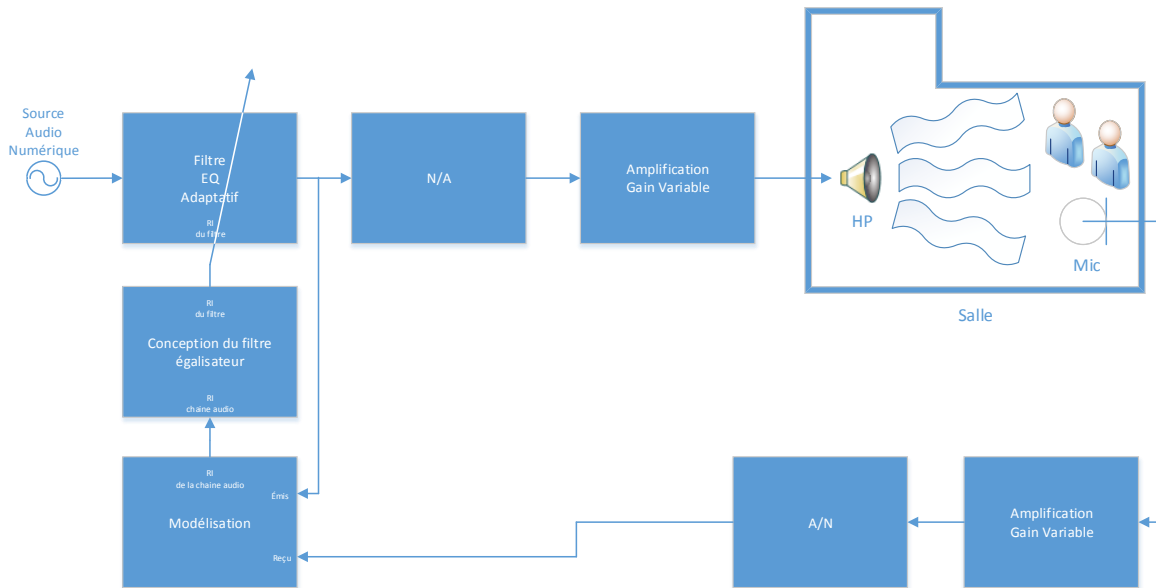 Source
Audio
Numérique
Filtre
EQ
Adaptatif
RI
du filtre
N/A
Amplification
Gain Variable
HP
Mic
Salle
RI
du filtre
Conception du filtre
égalisateur
RI
chaine audio
RI
de la chaine audio
Émis
Modélisation
Reçu
A/N
Amplification
Gain Variable